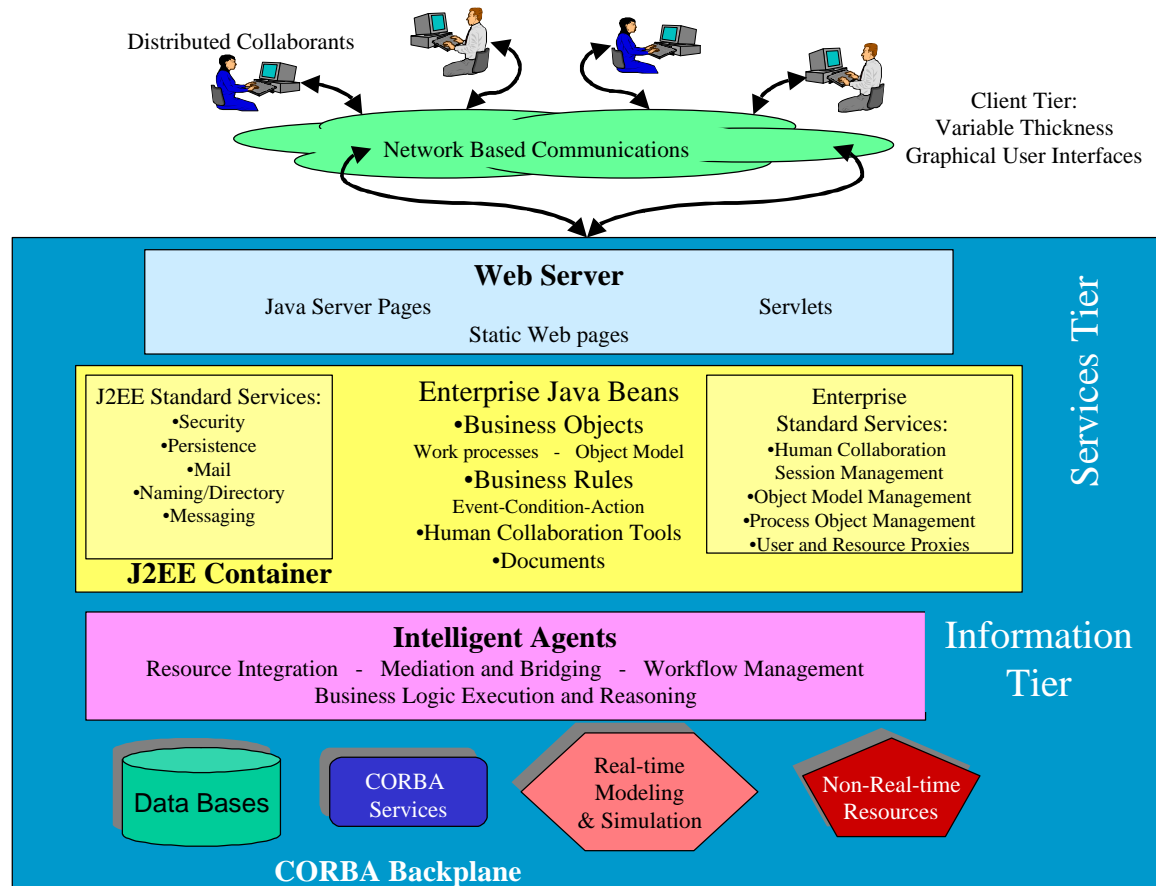 Distributed Collaborants
Client Tier:
Variable Thickness
Graphical User Interfaces
Network Based Communications
Web Server
Java Server Pages
Servlets
Static Web pages
Services Tier
J2EE Standard Services:
•Security
•Persistence
•Mail
•Naming/Directory
•Messaging
Enterprise Java Beans
•Business Objects
Work processes - Object Model
•Business Rules
Event-Condition-Action
•Human Collaboration Tools
•Documents
Enterprise
Standard Services:
•Human Collaboration
Session Management
•Object Model Management
•Process Object Management
•User and Resource Proxies
J2EE Container
Intelligent Agents
Resource Integration - Mediation and Bridging - Workflow Management
Business Logic Execution and Reasoning
Information
Tier
Data Bases
CORBA
Services
Real-time
Modeling
& Simulation
Non-Real-time
Resources
CORBA Backplane